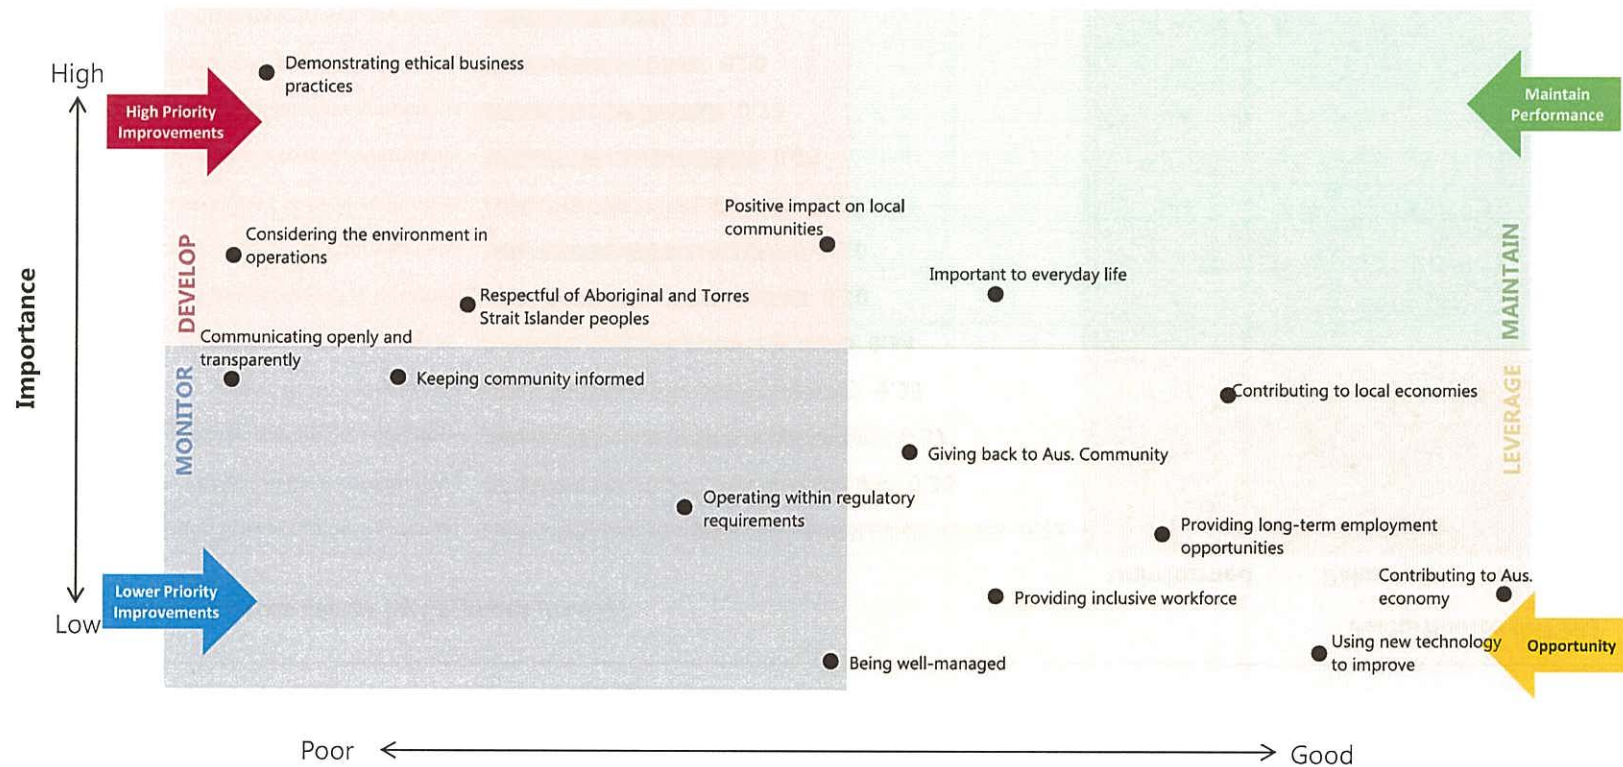 High
Demonstrating ethical business
practices
High Priority
Improvements
Maintain
Performance
Positive impact on local
communities
Considering the environment in
operations
Important to everyday life
DEVELOP
MAINTAIN
Respectful of Aboriginal and Torres
Strait Islander peoples
Importance
Communicating openly and
transparently
Keeping community informed
Contributing to local economies
MONITOR
LEVERAGE
Giving back to Aus. Community
Operating within regulatory
requirements
Providing long-term employment
opportunities
Lower Priority
Improvements
Low
Providing inclusive workforce
Contributing to Aus.
economy
Being well-managed
Using new technology
to improve
Opportunity
Poor
Good